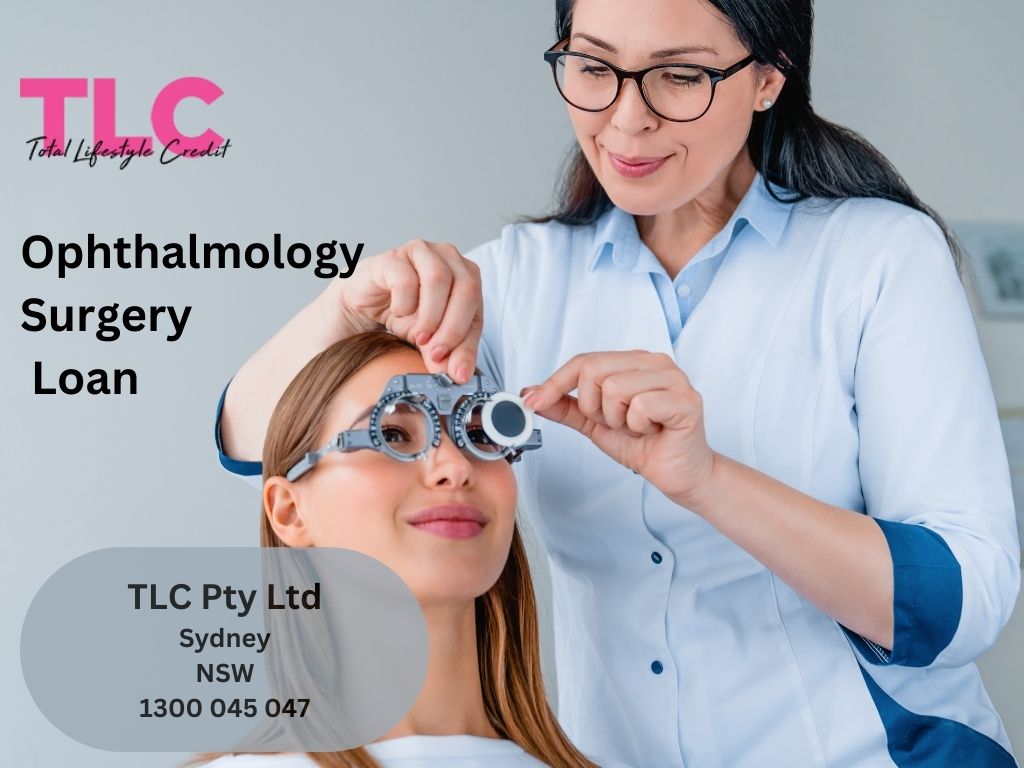 TLC
Total Lifestyle Credit
Ophthalmology
Surgery
Loan
TLC Pty Ltd
Sydney
NSW
1300 045 047